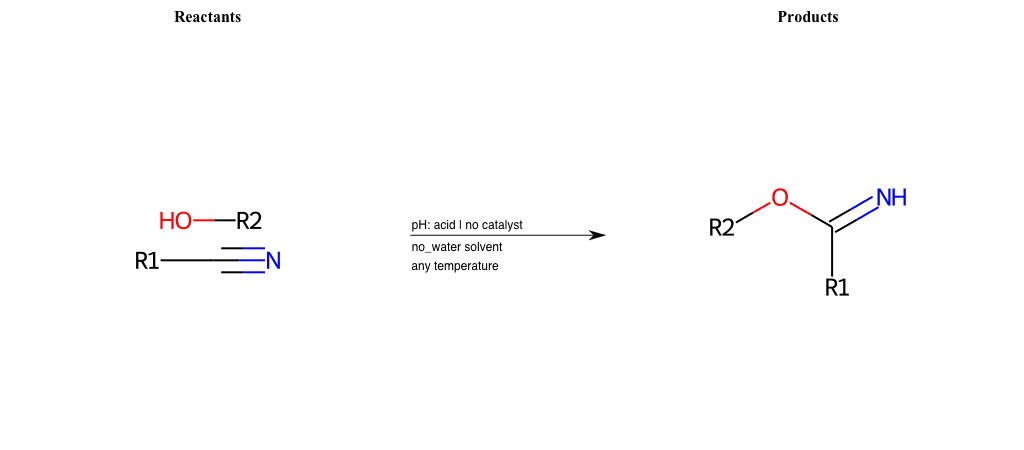 Reactants
Products
HO R2
R1 N
pH: acid | no catalyst
no_water solvent
any temperature
O NH
R2
R1